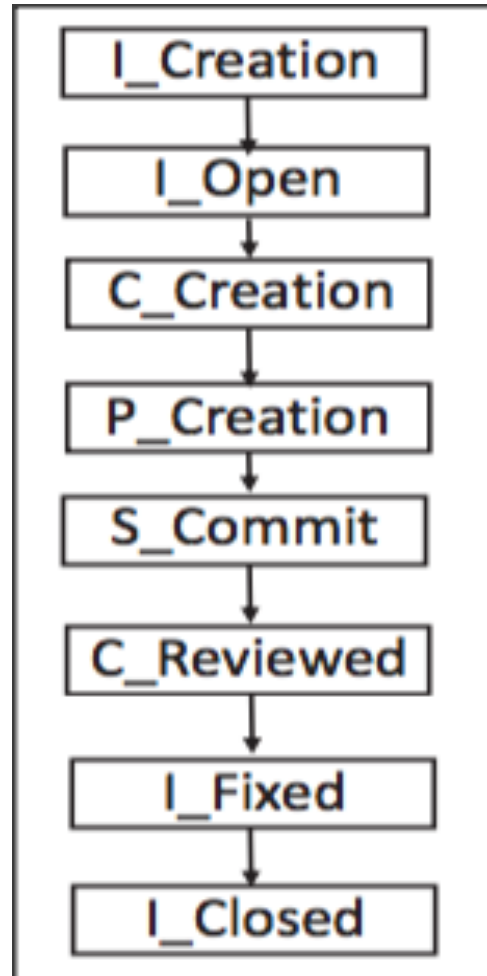 I_Creation
I_Open
C_Creation
P_Creation
S_Commit
C_Reviewed
I_Fixed
I_Closed